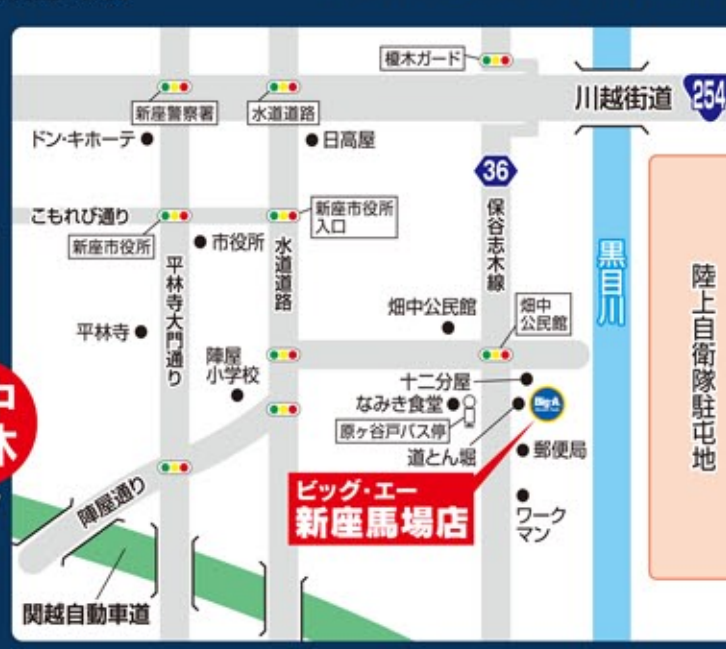 榎木ガード
川越街道
254
新座警察署
水道道路
ドン・キホーテ
日高屋
36
こもれび通り
新座市役所
入口
新座市役所
市役所
水道道路
保谷志木線
黒目川
平林寺大門通り
陸上自衛隊駐屯地
畑中公民館
畑中
公民館
平林寺
陣屋
小学校
十二分屋
なみき食堂
Big-A
原ヶ谷戸バス停
道とん堀
郵便局
休
ビッグ・エー
新座馬場店
陣屋通り
ワーク
マン
関越自動車道